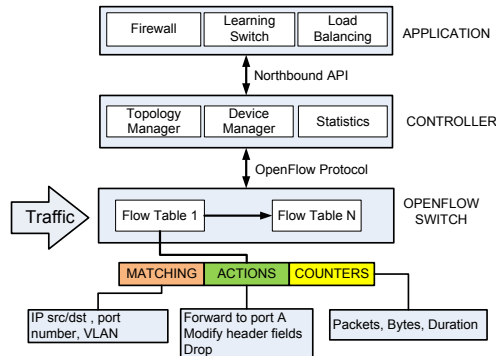 Firewall
Learning
Switch
Load
Balancing
APPLICATION
Northbound API
Topology
Manager
Device
Manager
Statistics
CONTROLLER
OpenFlow Protocol
Traffic
Flow Table 1
Flow Table N
OPENFLOW
SWITCH
MATCHING
ACTIONS
COUNTERS
IP src/dst , port
number, VLAN
Forward to port A
Modify header fields
Drop
Packets, Bytes, Duration